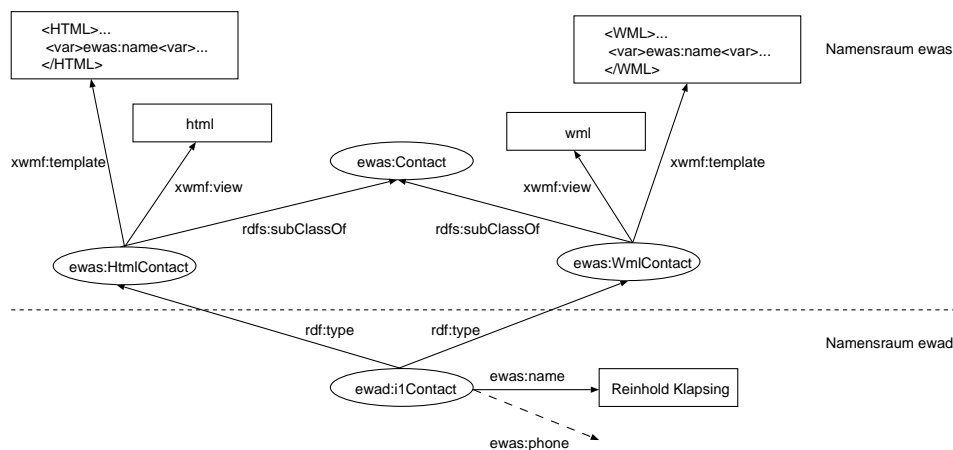 <HTML>...
<var>ewas:name<var>...
</HTML>
<WML>...
<var>ewas:name<var>...
</WML>
Namensraum ewas
html
wml
xwmf:template
ewas:Contact
xwmf:template
xwmf:view
xwmf:view
rdfs:subClassOf
rdfs:subClassOf
ewas:HtmlContact
ewas:WmlContact
rdf:type
rdf:type
Namensraum ewad
ewas:name
ewad:i1Contact
Reinhold Klapsing
ewas:phone